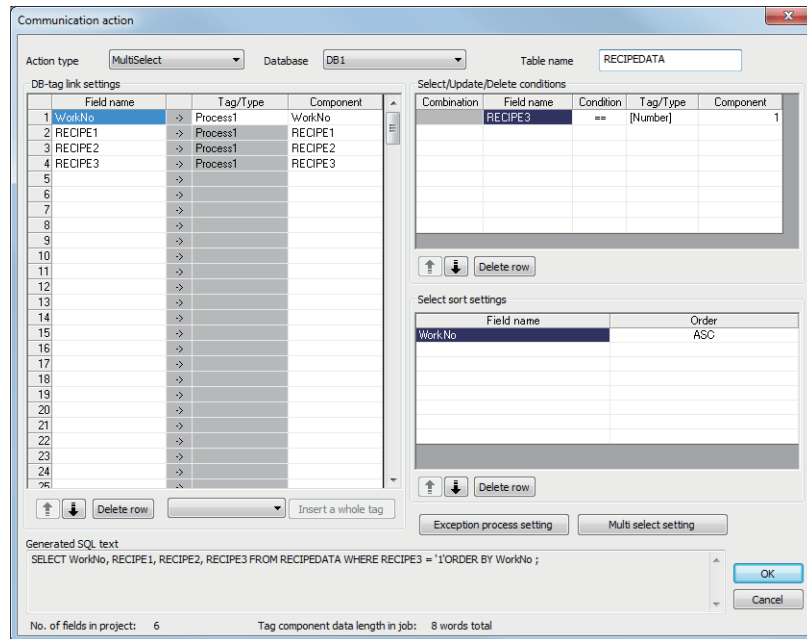 Communication action
Action type MultiSelect Database DB1 Table name RECIPEDATA
DB-tag link settings
Field name Tag/Type Component
1 WorkNo -> Process1 WorkNo
2 RECIPE1 -> Process1 RECIPE1
3 RECIPE2 -> Process1 RECIPE2
4 RECIPE3 -> Process1 RECIPE3
5 ->
6 ->
7 ->
8 ->
9 ->
10 ->
11 ->
12 ->
13 ->
14 ->
15 ->
16 ->
17 ->
18 ->
19 ->
20 ->
21 ->
22 ->
23 ->
24 ->
25 ->
Delete row Insert a whole tag
Select/Update/Delete conditions
Combination Field name Condition Tag/Type Component
RECIPE3 == [Number] 1
Delete row
Select sort settings
Field name Order
WorkNo ASC
Delete row
Exception process setting Multi select setting
Generated SQL text
SELECT WorkNo, RECIPE1, RECIPE2, RECIPE3 FROM RECIPEDATA WHERE RECIPE3 = '1'ORDER BY WorkNo ;
OK
Cancel
No. of fields in project: 6 Tag component data length in job: 8 words total